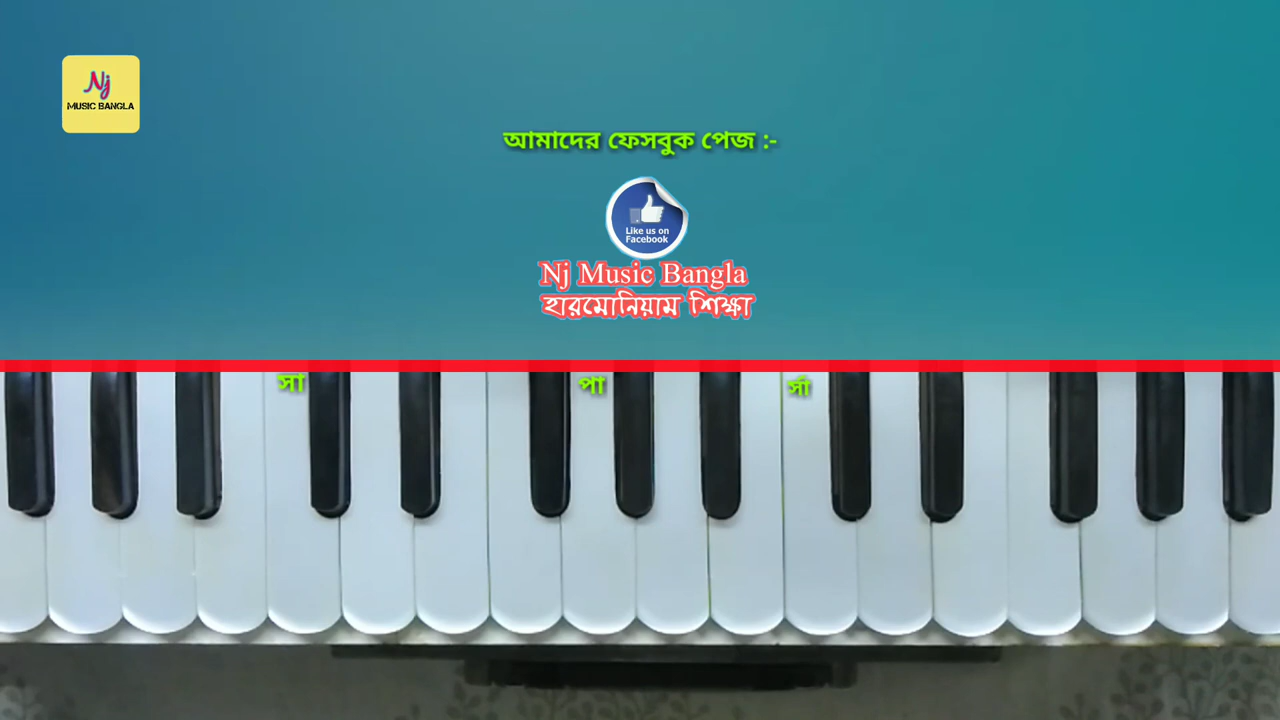 Nj
MUSIC BANGLA
আমাদের ফেসবুক পেজ :-
Like us on
Facebook
Nj Music Bangla
হারমোনিয়াম শিক্ষা
সা পা র্সা